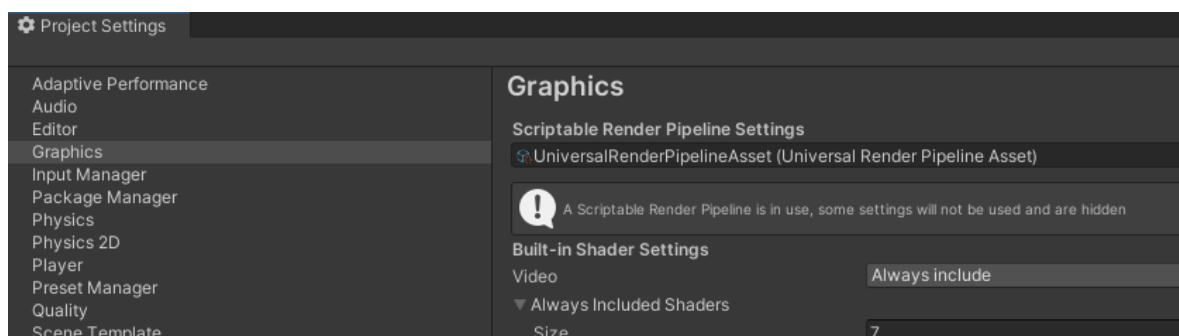 Project Settings
Adaptive Performance
Audio
Editor
Graphics
Input Manager
Package Manager
Physics
Physics 2D
Player
Preset Manager
Quality
Scene Template
Graphics
Scriptable Render Pipeline Settings
UniversalRenderPipelineAsset (Universal Render Pipeline Asset)
A Scriptable Render Pipeline is in use, some settings will not be used and are hidden
Built-in Shader Settings
Video Always include
Always Included Shaders
Size 7